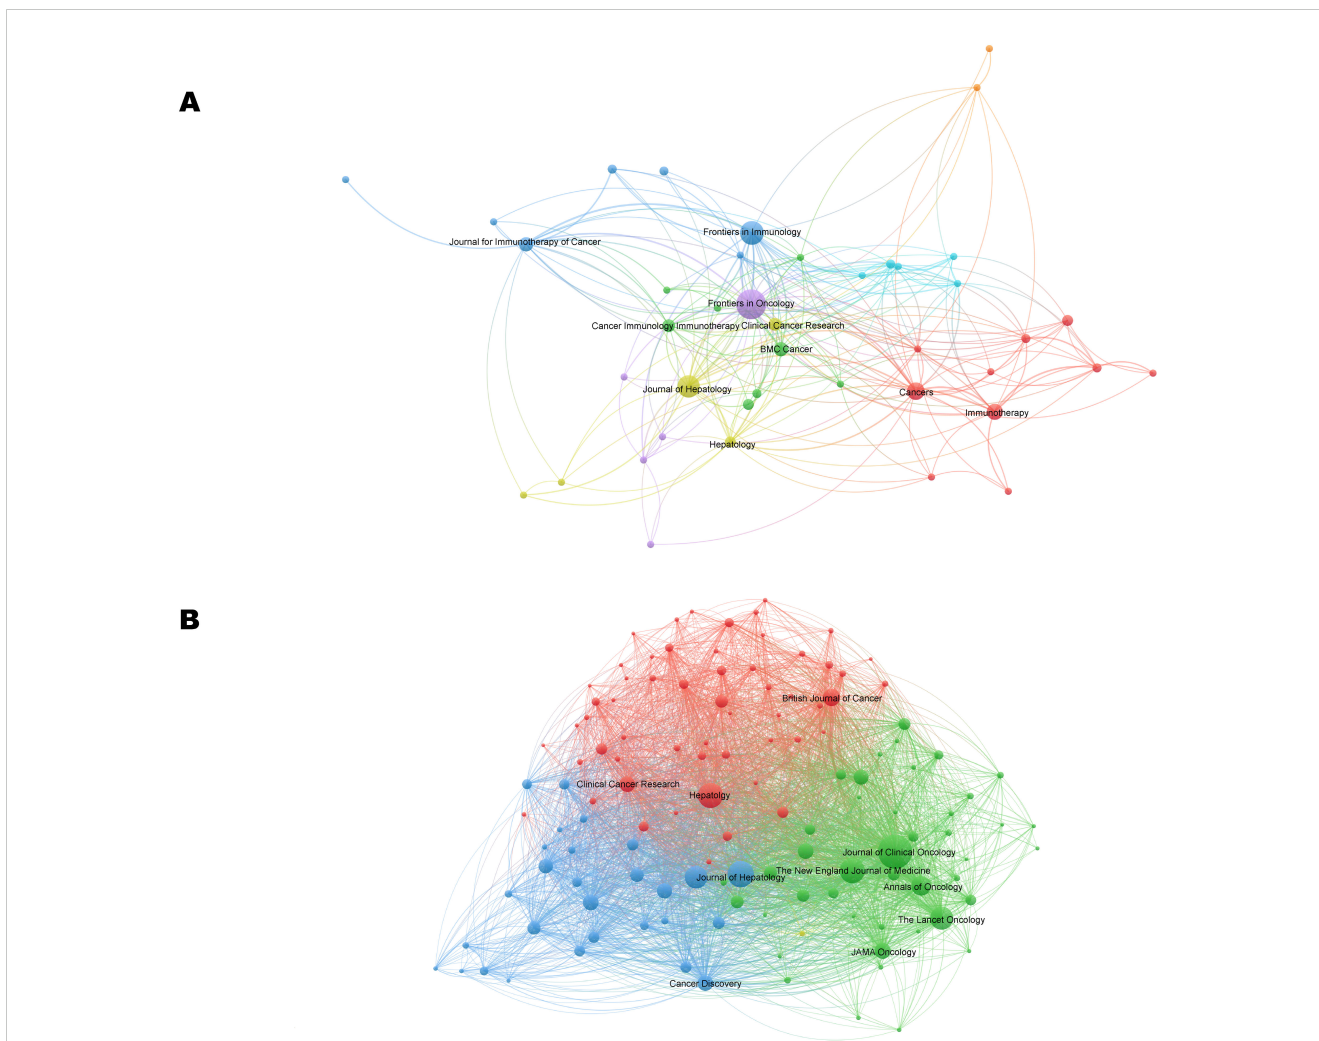 A
Frontiers in Immunology
Journal for Immunotherapy of Cancer
Frontiers in Oncology
Cancer Immunology Immunotherapy Clinical Cancer Research
BMC Cancer
Journal of Hepatology
Cancers
Immunotherapy
Hepatology
B
British Journal of Cancer
Clinical Cancer Research
Hepatolgy
Journal of Clinical Oncology
The New England Journal of Medicine
Journal of Hepatology
Annals of Oncology
The Lancet Oncology
JAMA Oncology
Cancer Discovery